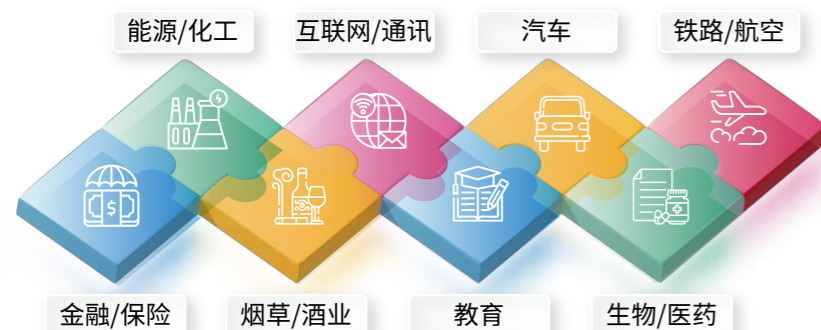 能源/化工
互联网/通讯
汽车
铁路/航空
$
金融/保险
烟草/酒业
教育
生物/医药